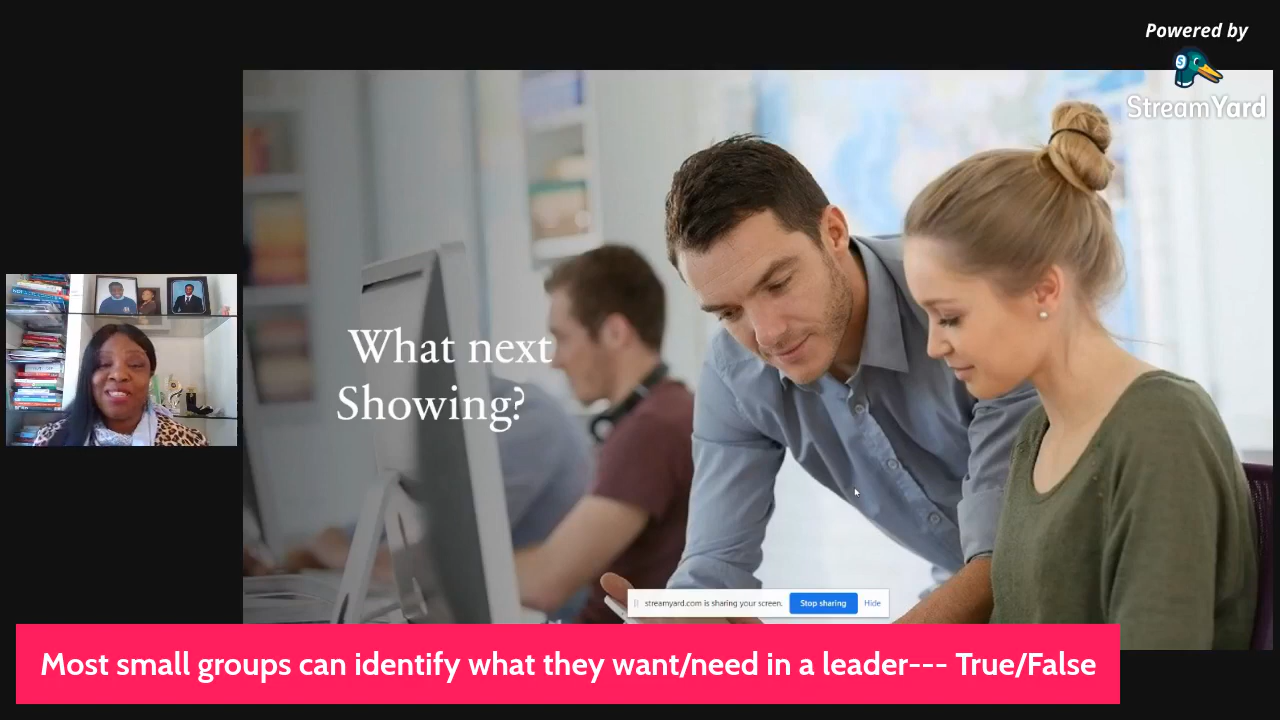 Powered by
StreamYard
What next
Showing?
streamyard.com is sharing your screen.
Stop sharing
Hide
Most small groups can identify what they want/need in a leader--- True/False